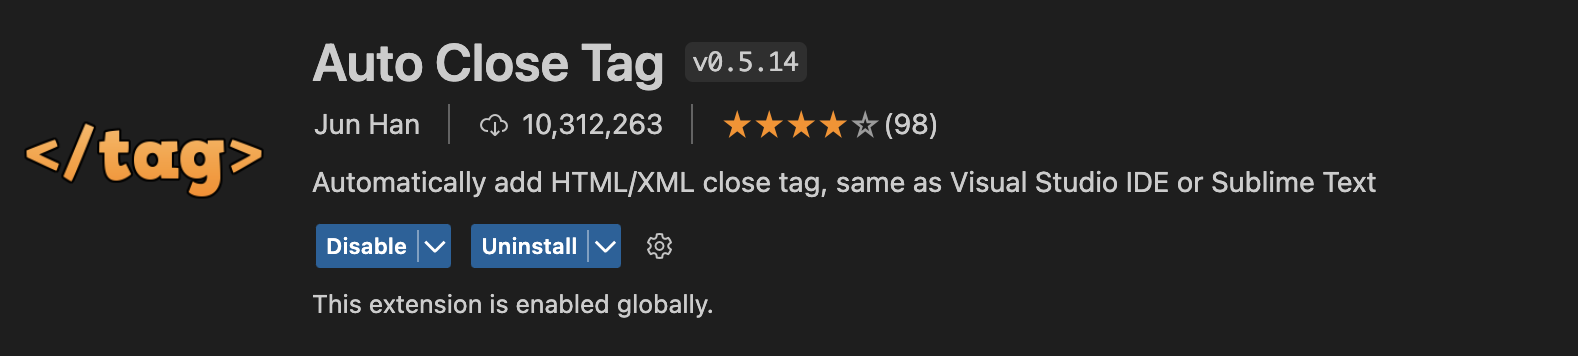 Auto Close Tag v0.5.14
</tag>
Jun Han 10,312,263 (98)
Automatically add HTML/XML close tag, same as Visual Studio IDE or Sublime Text
Disable Uninstall
This extension is enabled globally.